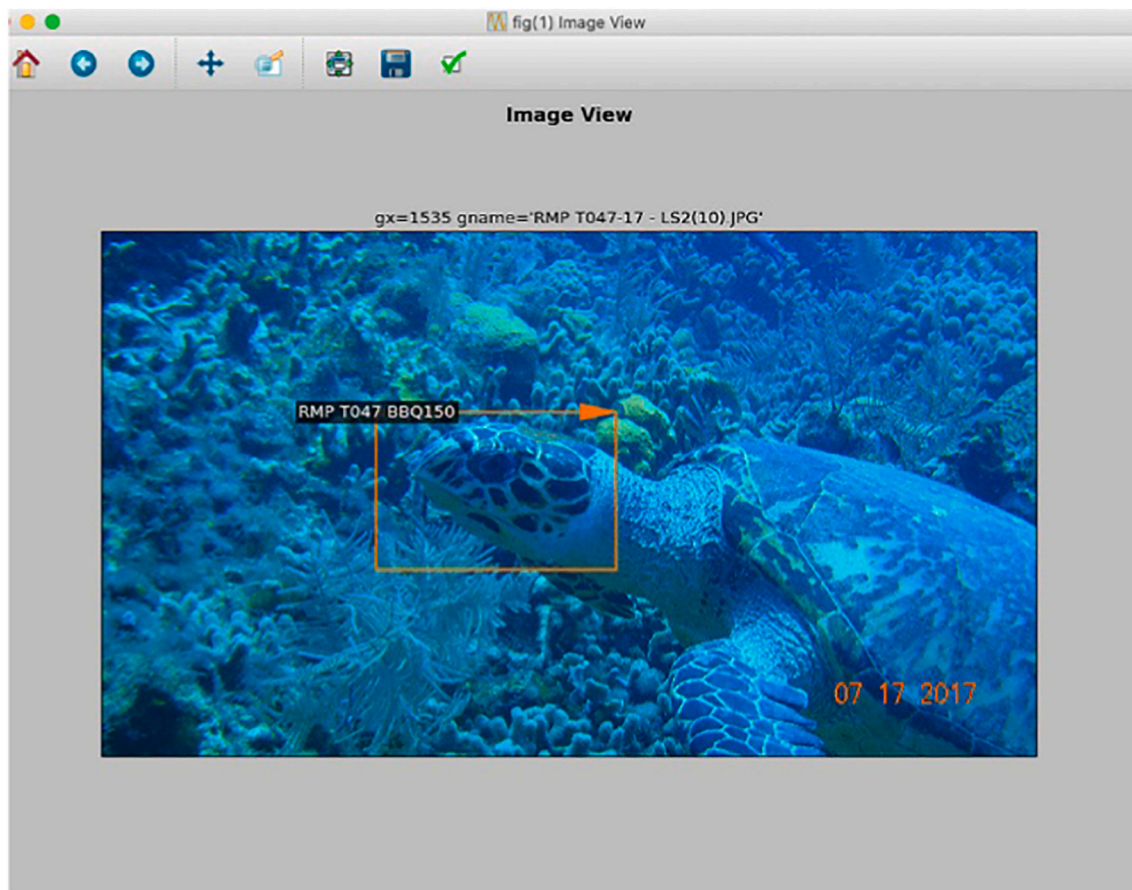 fig(1) Image View
Image View
gx=1535 gname='RMP T047-17 - LS2(10).JPG'
RMP T047 BBQ150
07 17 2017